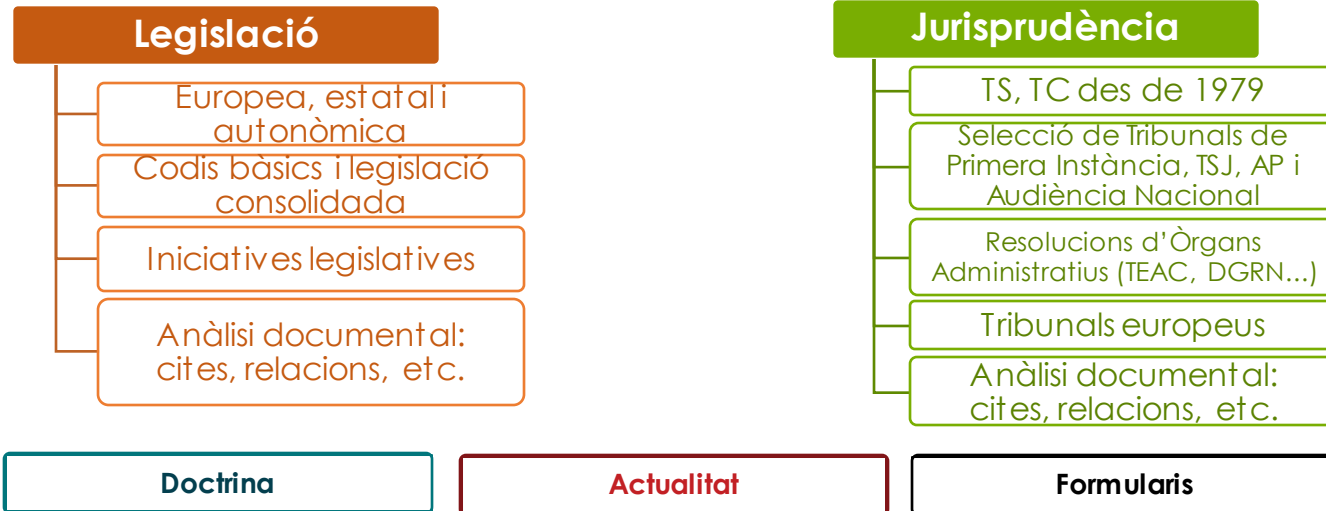 Legislació
Europea, estatal i
autonòmica
Codis bàsics i legislació
consolidada
Iniciatives legislatives
Anàlisi documental:
cites, relacions, etc.
Jurisprudència
TS, TC des de 1979
Selecció de Tribunals de
Primera Instància, TSJ, AP i
Audiència Nacional
Resolucions d’Òrgans
Administratius (TEAC, DGRN…)
Tribunals europeus
Anàlisi documental:
cites, relacions, etc.
Doctrina
Actualitat
Formularis